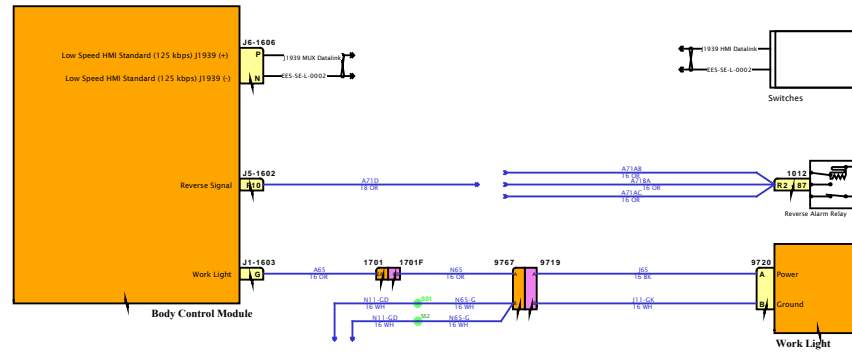 J6-1606
Low Speed HMI Standard (125 kbps) J1939 (+)
P
J1939 MUX Datalink
J1939 HMI Datalink
Low Speed HMI Standard (125 kbps) J1939 (-)
N
EES-SE-L-0002
EES-SE-L-0002
Switches
J5-1602
Reverse Signal
A71D
18 OR
A71AB
16 OR
A71BA
16 OR
A71AC
16 OR
1012
R2
87
Reverse Alarm Relay
J1-1603
Work Light
G
A65
16 OR
1701
1701F
N65
16 OR
9767
9719
A
A
J65
16 BK
9720
A
Power
N11-GD
16 WH
SS1
N65-G
16 WH
J11-GK
16 WH
B
Ground
N11-GD
16 WH
SS2
N65-G
16 WH
Body Control Module
Work Light